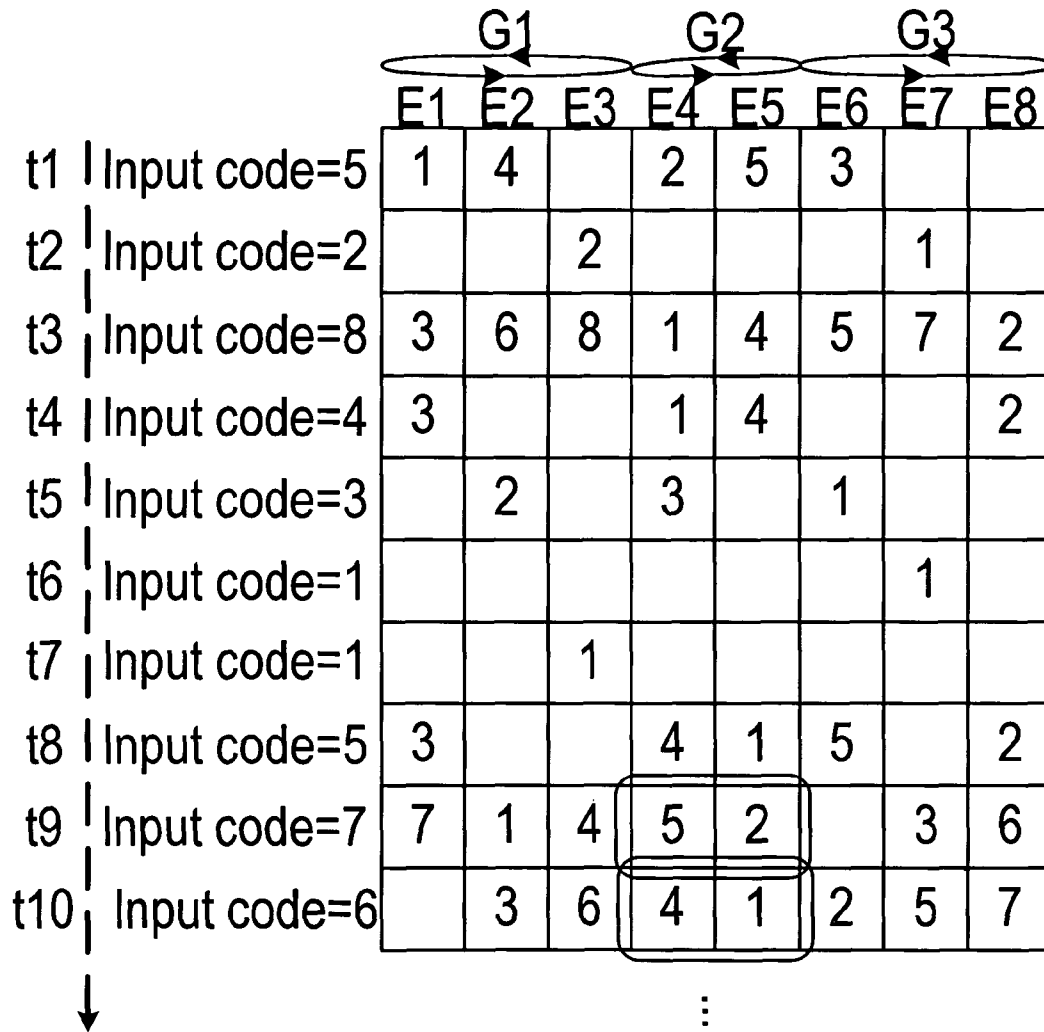 G1 G2 G3
E1 E2 E3 E4 E5 E6 E7 E8
t1 Input code=5 1 4 2 5 3
t2 Input code=2 2 1
t3 Input code=8 3 6 8 1 4 5 7 2
t4 Input code=4 3 1 4 2
t5 Input code=3 2 3 1
t6 Input code=1 1
t7 Input code=1 1
t8 Input code=5 3 4 1 5 2
t9 Input code=7 7 1 4 5 2 3 6
t10 Input code=6 3 6 4 1 2 5 7
⋮